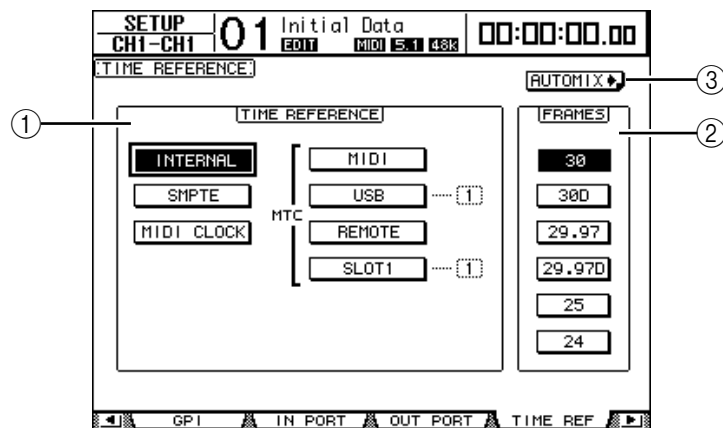 SETUP
CH1-CH1
01
Initial Data
EDIT MIDI 5.1 48k
00:00:00.00
TIME REFERENCE
AUTOMIX
3
1
TIME REFERENCE
FRAMES
2
INTERNAL
SMPTE
MIDI CLOCK
MTC
MIDI
USB 1
REMOTE
SLOT1 1
30
30D
29.97
29.97D
25
24
GPI IN PORT OUT PORT TIME REF